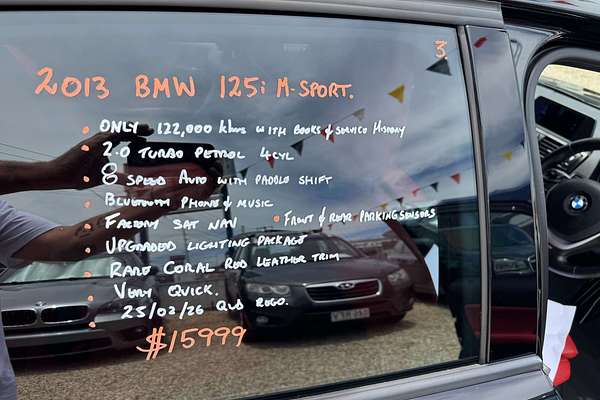 3.
2013 BMW 125i M-SPORT.
• ONLY 122,000 kms WITH BOOKS & SERVICE HISTORY
• 2.0 TURBO PETROL 4CYL
• 8 SPEED AUTO WITH PADDLE SHIFT
• BLUETOOTH PHONE & MUSIC
• FACTORY SAT NAV • FRONT & REAR PARKING SENSORS
• UPGRADED LIGHTING PACKAGE
• RARE CORAL RED LEATHER TRIM
• VERY QUICK.
• 25/02/26 QLD REGO.
$15999